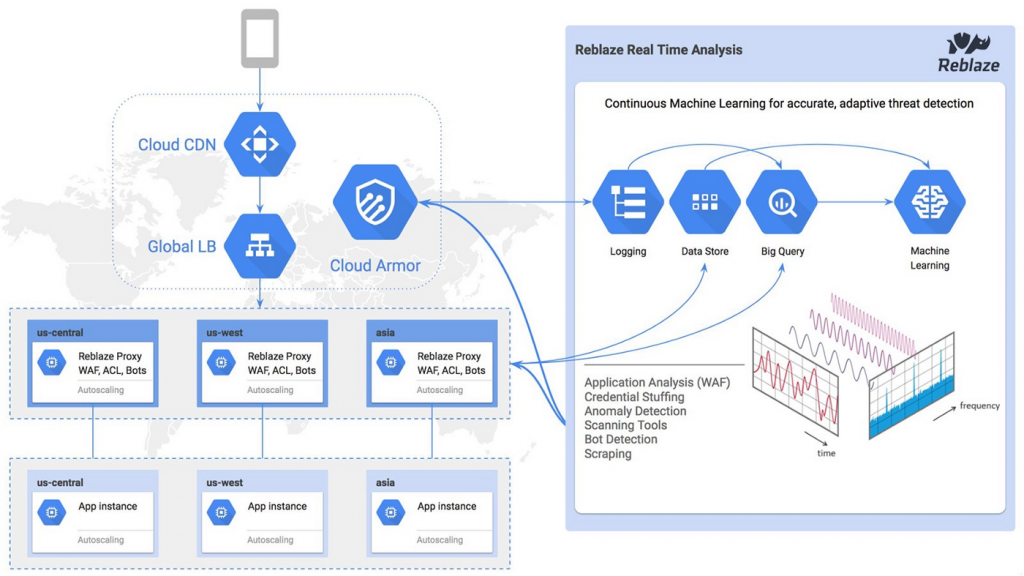 Cloud CDN
Global LB
Cloud Armor
us-central
Reblaze Proxy
WAF, ACL, Bots
Autoscaling
us-west
Reblaze Proxy
WAF, ACL, Bots
Autoscaling
asia
Reblaze Proxy
WAF, ACL, Bots
Autoscaling
us-central
App instance
Autoscaling
us-west
App instance
Autoscaling
asia
App instance
Autoscaling
Reblaze Real Time Analysis
Reblaze
Continuous Machine Learning for accurate, adaptive threat detection
Logging
Data Store
Big Query
Machine
Learning
Application Analysis (WAF)
Credential Stuffing
Anomaly Detection
Scanning Tools
Bot Detection
Scraping
time
frequency